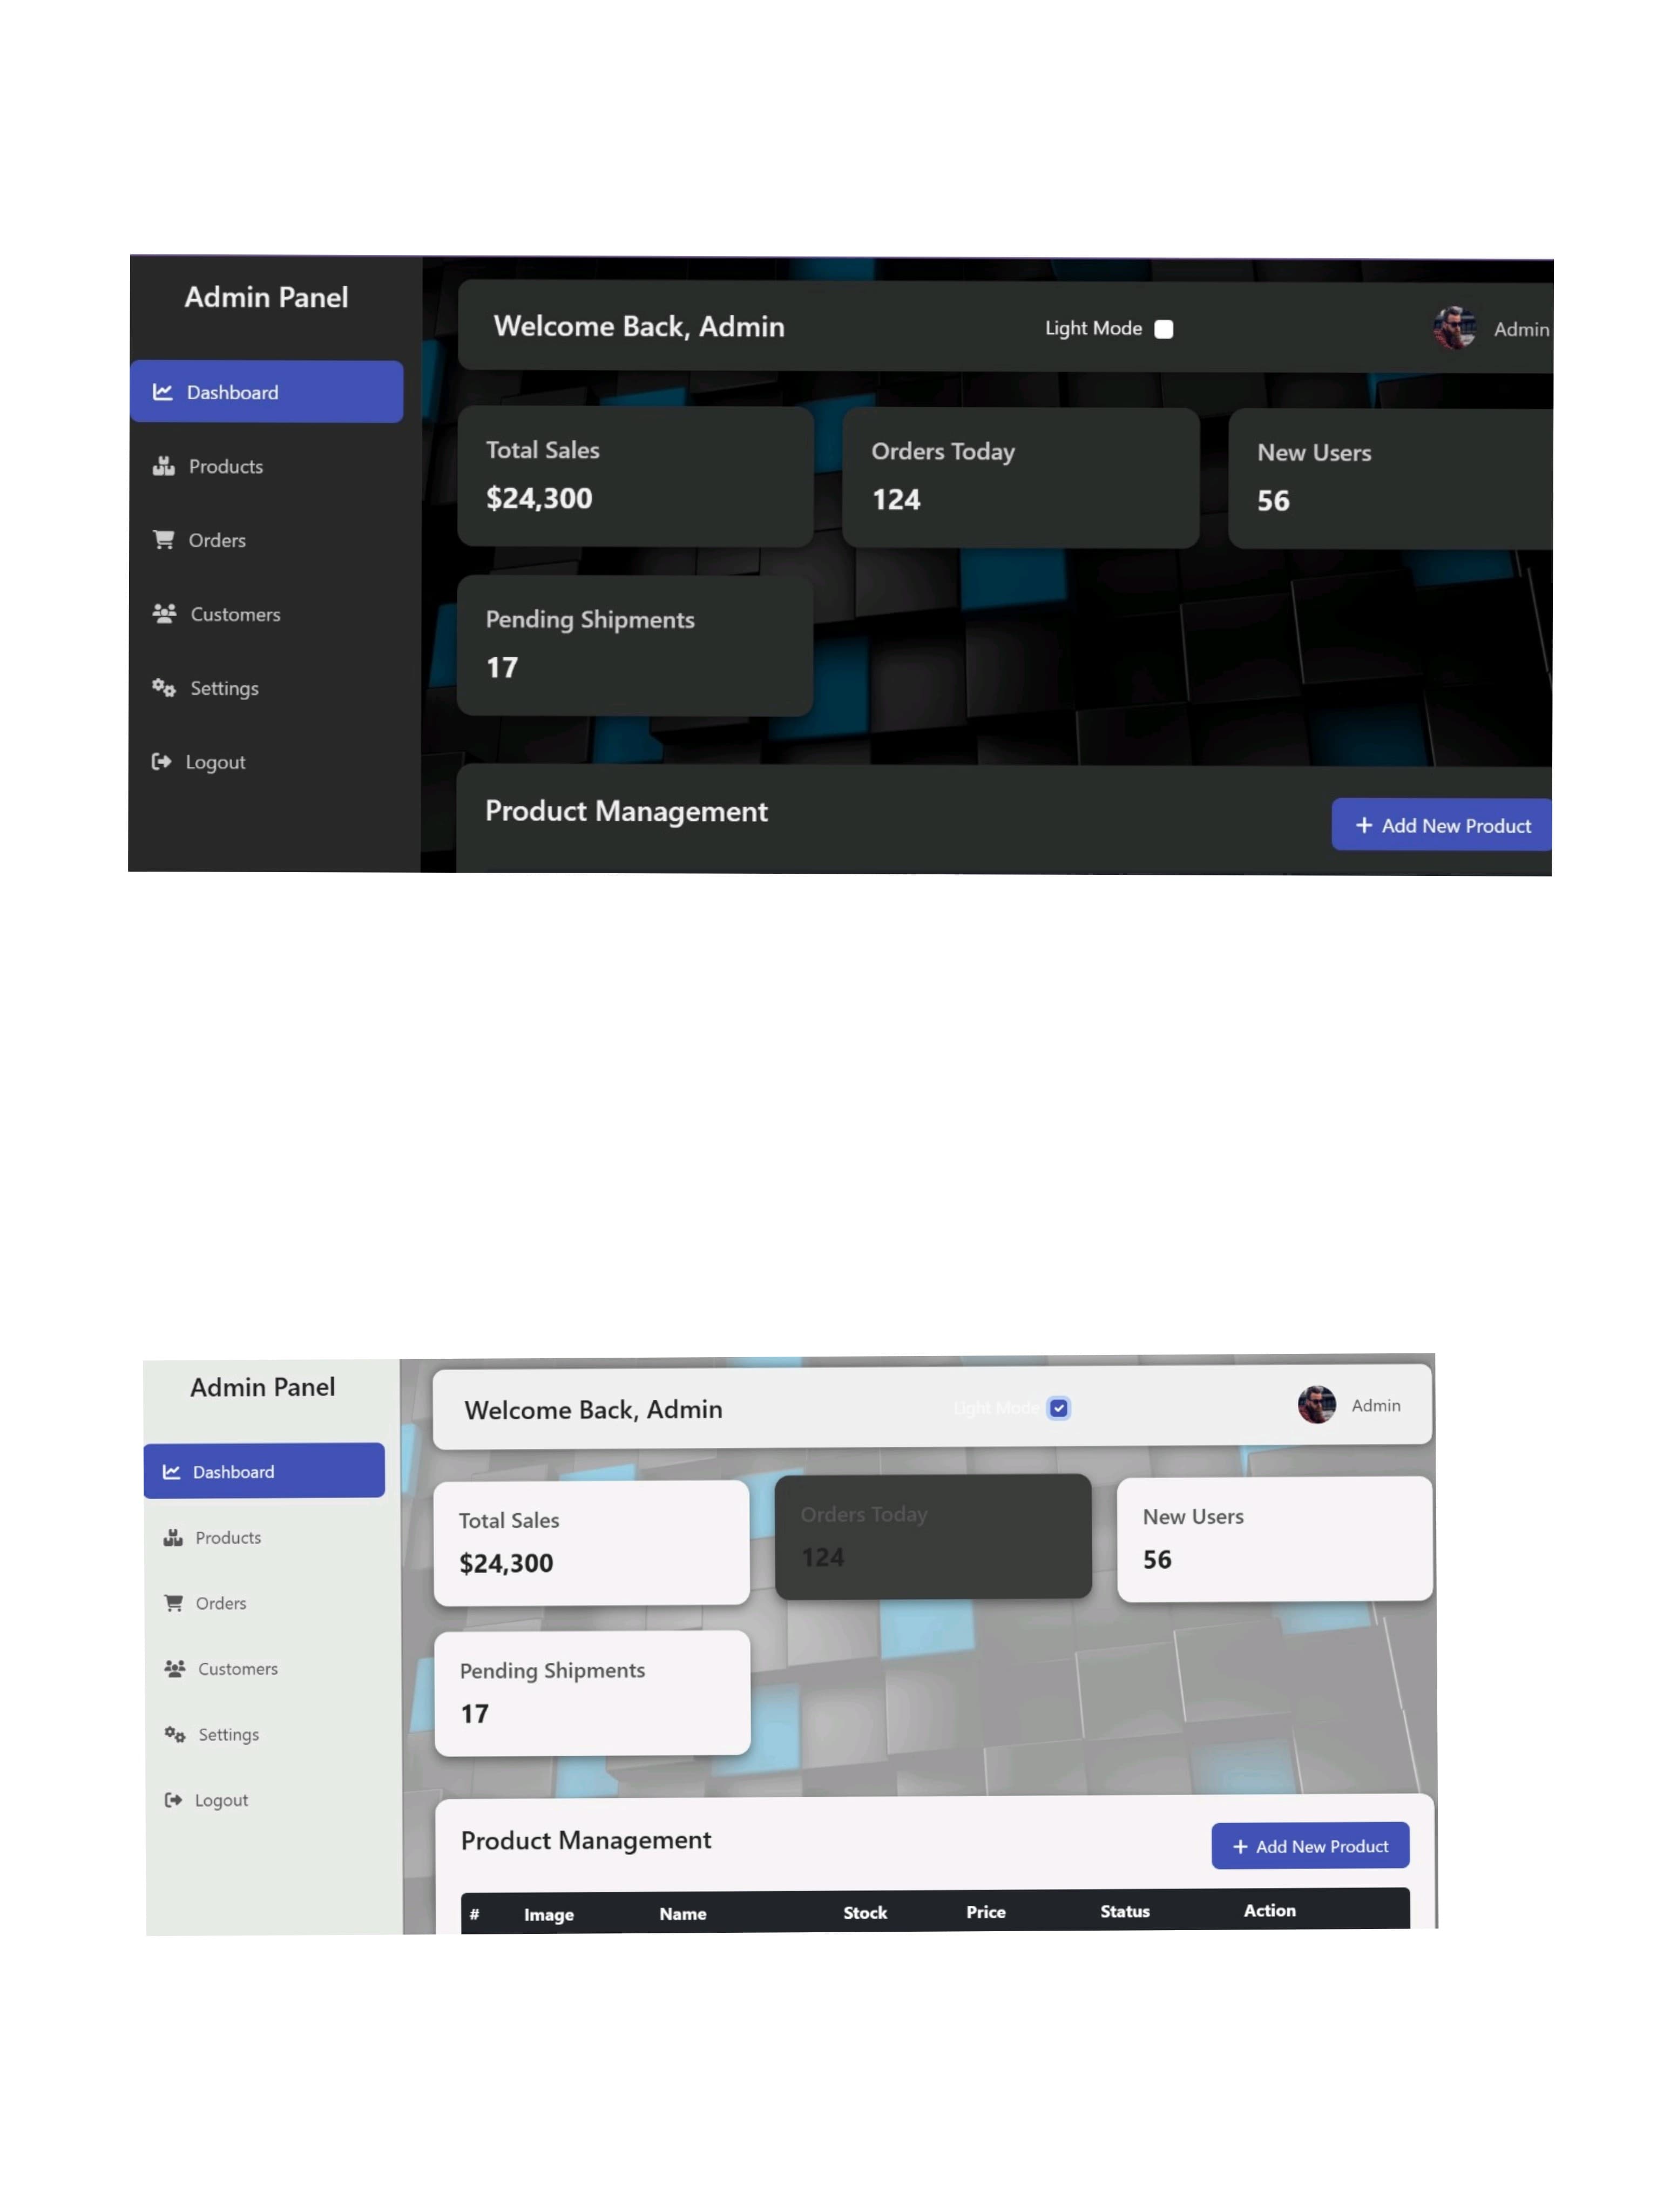 Admin Panel
Dashboard
Products
Orders
Customers
Settings
Logout
Welcome Back, Admin
Light Mode
Admin
Total Sales
$24,300
Orders Today
124
New Users
56
Pending Shipments
17
Product Management
+ Add New Product
Admin Panel
Dashboard
Products
Orders
Customers
Settings
Logout
Welcome Back, Admin
Light Mode
Admin
Total Sales
$24,300
Orders Today
124
New Users
56
Pending Shipments
17
Product Management
+ Add New Product
# Image Name Stock Price Status Action